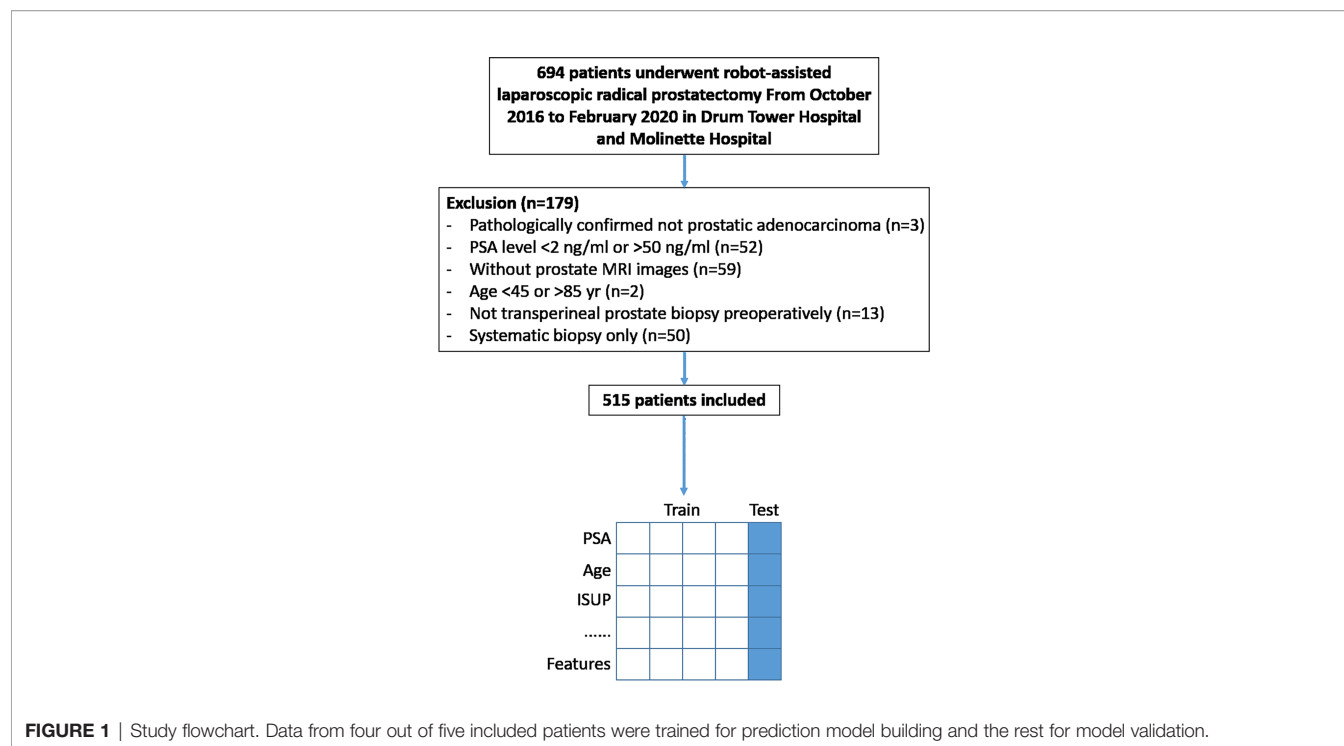 694 patients underwent robot-assisted
laparoscopic radical prostatectomy From October
2016 to February 2020 in Drum Tower Hospital
and Molinette Hospital
Exclusion (n=179)
- Pathologically confirmed not prostatic adenocarcinoma (n=3)
- PSA level <2 ng/ml or >50 ng/ml (n=52)
- Without prostate MRI images (n=59)
- Age <45 or >85 yr (n=2)
- Not transperineal prostate biopsy preoperatively (n=13)
- Systematic biopsy only (n=50)
515 patients included
Train Test
PSA
Age
ISUP
......
Features
FIGURE 1 | Study flowchart. Data from four out of five included patients were trained for prediction model building and the rest for model validation.